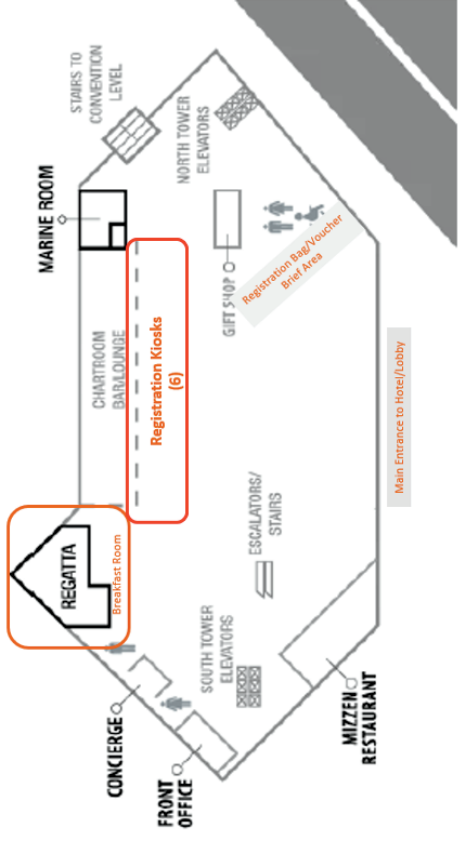 STAIRS TO
CONVENTION
LEVEL
NORTH TOWER
ELEVATORS
MARINE ROOM
GIFT SHOP
Registration Bag/Voucher
Brief Area
CHARTROOM
BAR/LOUNGE
Registration Kiosks
(6)
Main Entrance to Hotel/Lobby
REGATTA
Breakfast Room
ESCALATORS/
STAIRS
SOUTH TOWER
ELEVATORS
CONCIERGE
FRONT
OFFICE
MIZZEN
RESTAURANT